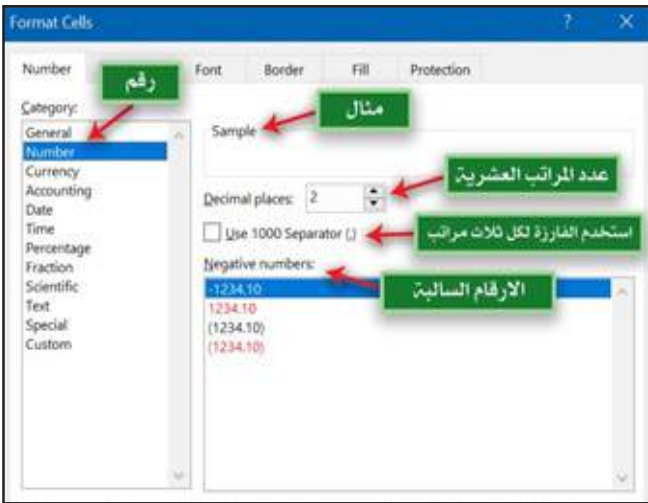 Format Cells ? ×
Number Font Border Fill Protection
رقم
Category:
General
Number
Currency
Accounting
Date
Time
Percentage
Fraction
Scientific
Text
Special
Custom
Sample
مثال
Decimal places: 2
عدد المراتب العشرية
Use 1000 Separator (,)
استخدم الفارزة لكل ثلاث مراتب
Negative numbers:
الارقام السالبة
-1234.10
1234.10
(1234.10)
(1234.10)